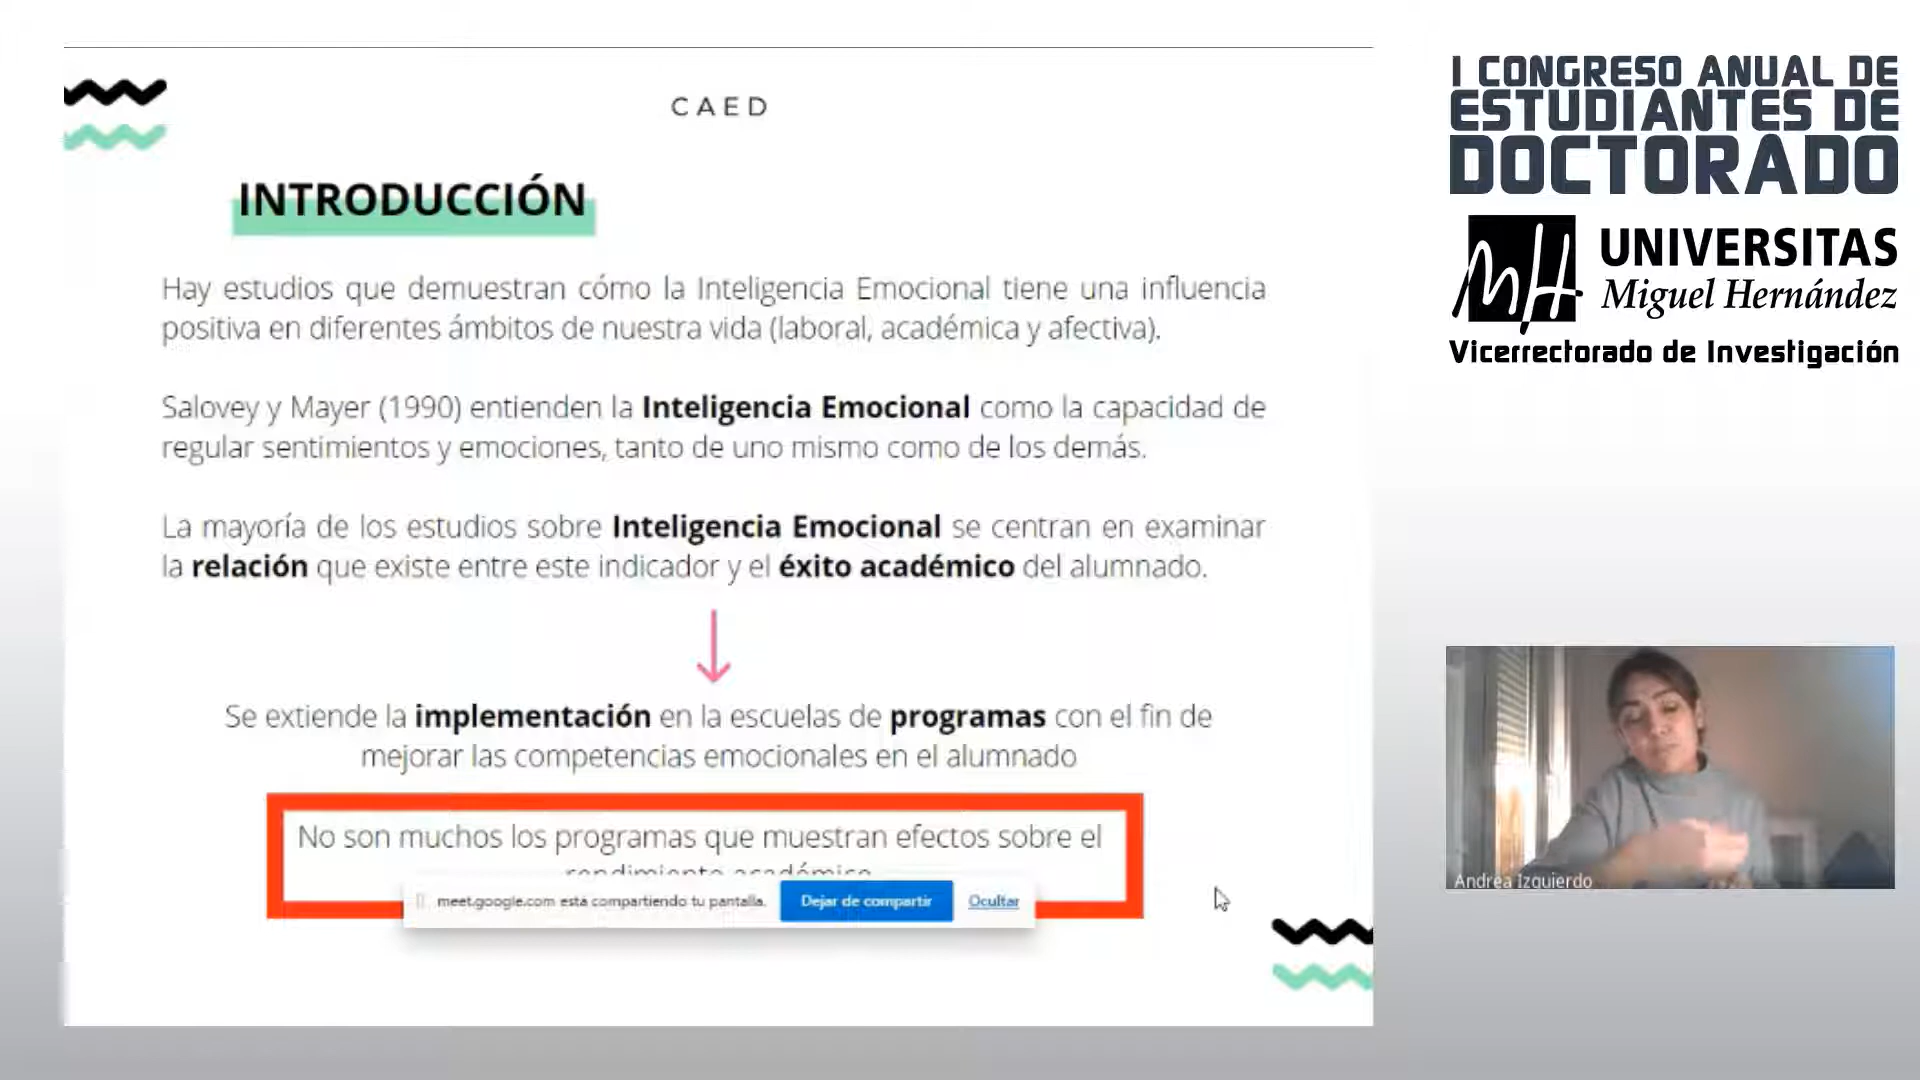 CAED
INTRODUCCIÓN
Hay estudios que demuestran cómo la Inteligencia Emocional tiene una influencia
positiva en diferentes ámbitos de nuestra vida (laboral, académica y afectiva).
Salovey y Mayer (1990) entienden la Inteligencia Emocional como la capacidad de
regular sentimientos y emociones, tanto de uno mismo como de los demás.
La mayoría de los estudios sobre Inteligencia Emocional se centran en examinar
la relación que existe entre este indicador y el éxito académico del alumnado.
Se extiende la implementación en la escuelas de programas con el fin de
mejorar las competencias emocionales en el alumnado
No son muchos los programas que muestran efectos sobre el
rendimiento académico
meet.google.com está compartiendo tu pantalla. Dejar de compartir Ocultar
I CONGRESO ANUAL DE
ESTUDIANTES DE
DOCTORADO
UNIVERSITAS
Miguel Hernández
Vicerrectorado de Investigación
Andrea Izquierdo